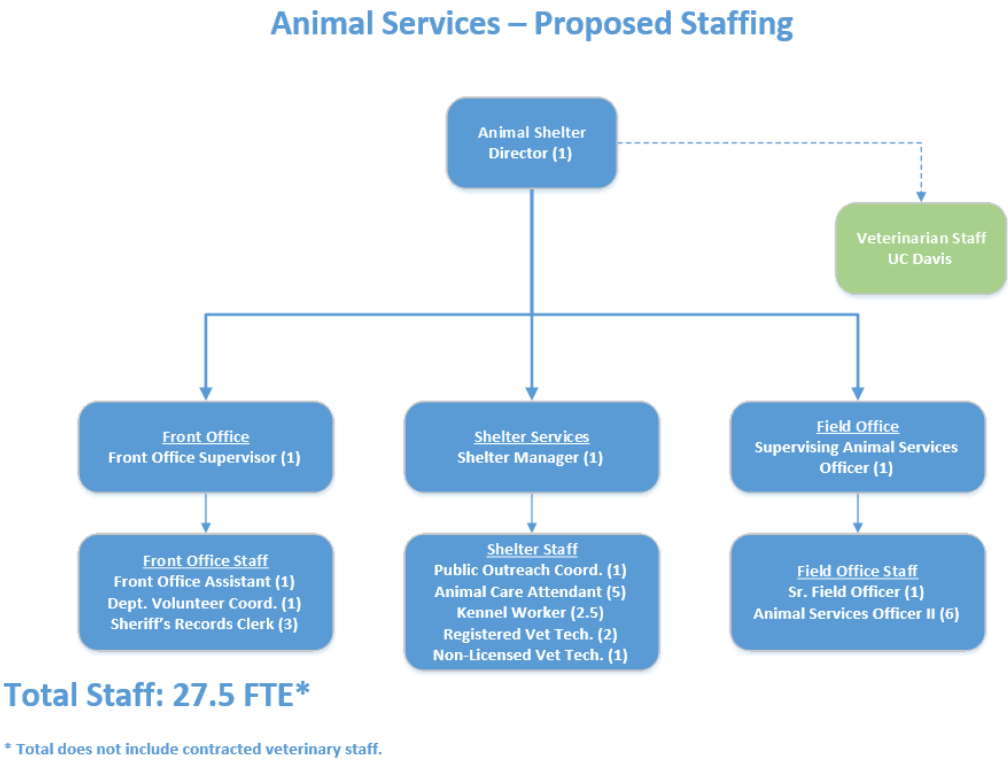 Animal Services – Proposed Staffing
Animal Shelter
Director (1)
Veterinarian Staff
UC Davis
Front Office
Front Office Supervisor (1)
Shelter Services
Shelter Manager (1)
Field Office
Supervising Animal Services
Officer (1)
Front Office Staff
Front Office Assistant (1)
Dept. Volunteer Coord. (1)
Sheriff's Records Clerk (3)
Shelter Staff
Public Outreach Coord. (1)
Animal Care Attendant (5)
Kennel Worker (2.5)
Registered Vet Tech. (2)
Non-Licensed Vet Tech. (1)
Field Office Staff
Sr. Field Officer (1)
Animal Services Officer II (6)
Total Staff: 27.5 FTE*
* Total does not include contracted veterinary staff.